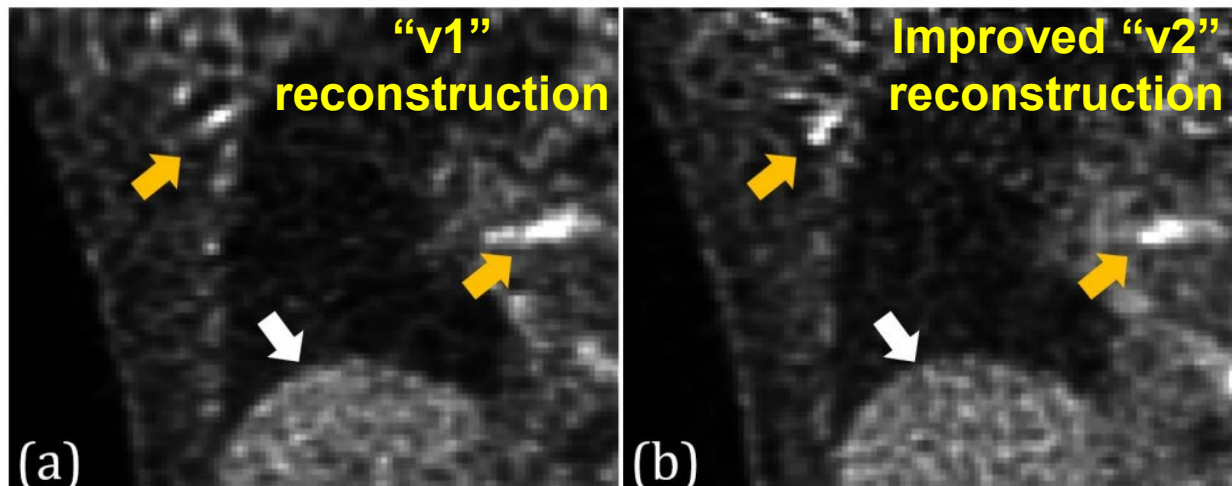 “v1”
reconstruction
Improved “v2”
reconstruction
(a)
(b)